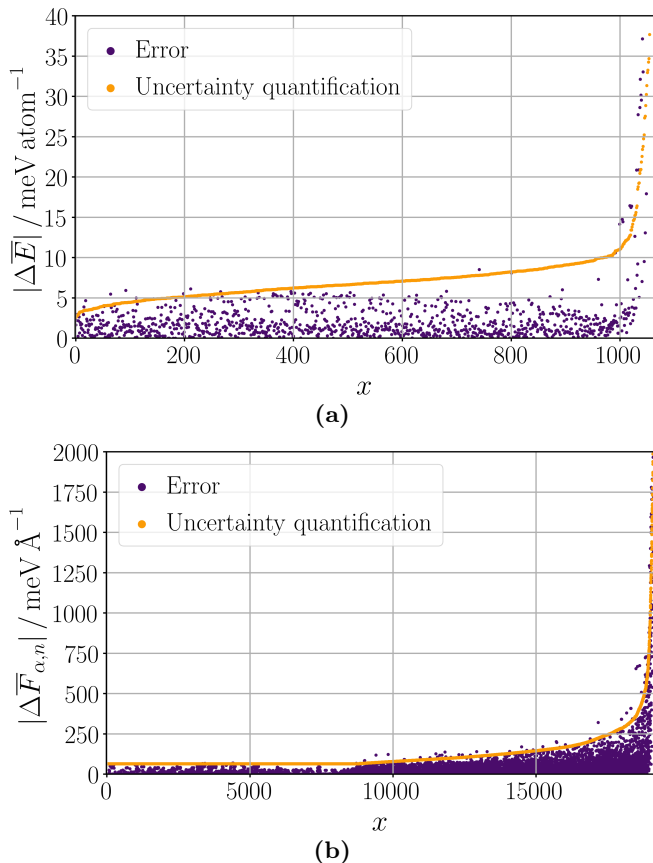 40
35
30
25
20
15
10
5
0
|ΔE̅| / meV atom⁻¹
Error
Uncertainty quantification
0 200 400 600 800 1000
x
(a)
2000
1750
1500
1250
1000
750
500
250
0
|ΔF̅α,n| / meV Å⁻¹
Error
Uncertainty quantification
0 5000 10000 15000
x
(b)